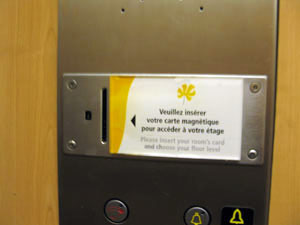 Veuillez insérer
votre carte magnétique
pour accéder à votre étage
Please insert your room's card
and choose your floor level